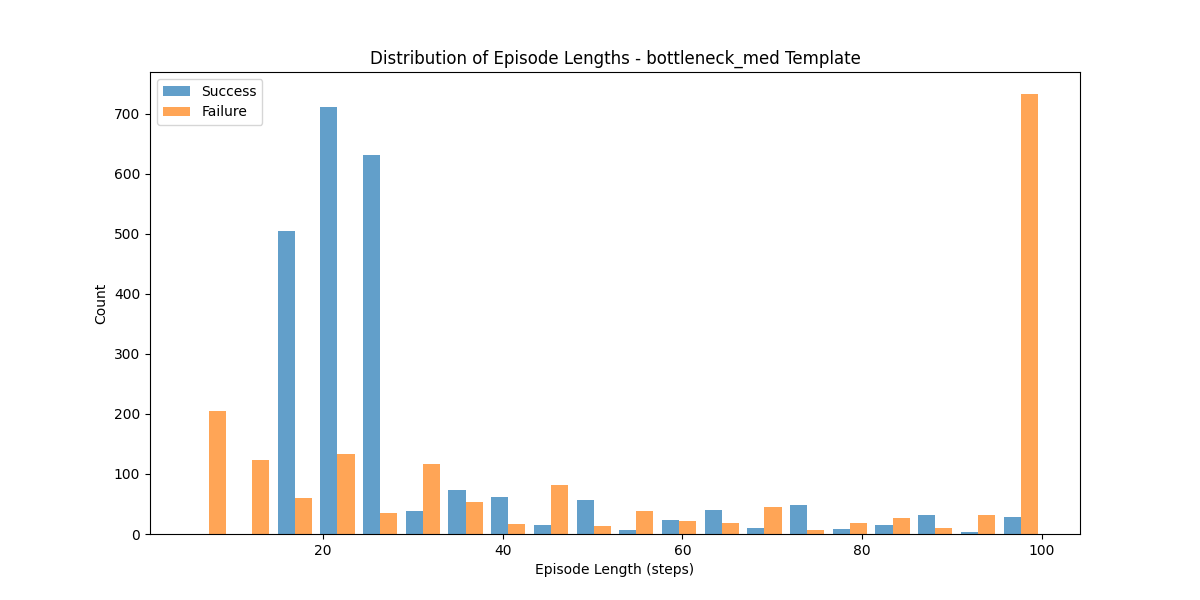 Distribution of Episode Lengths - bottleneck_med Template
Success
Failure
700
600
500
400
300
200
100
0
Count
20
40
60
80
100
Episode Length (steps)